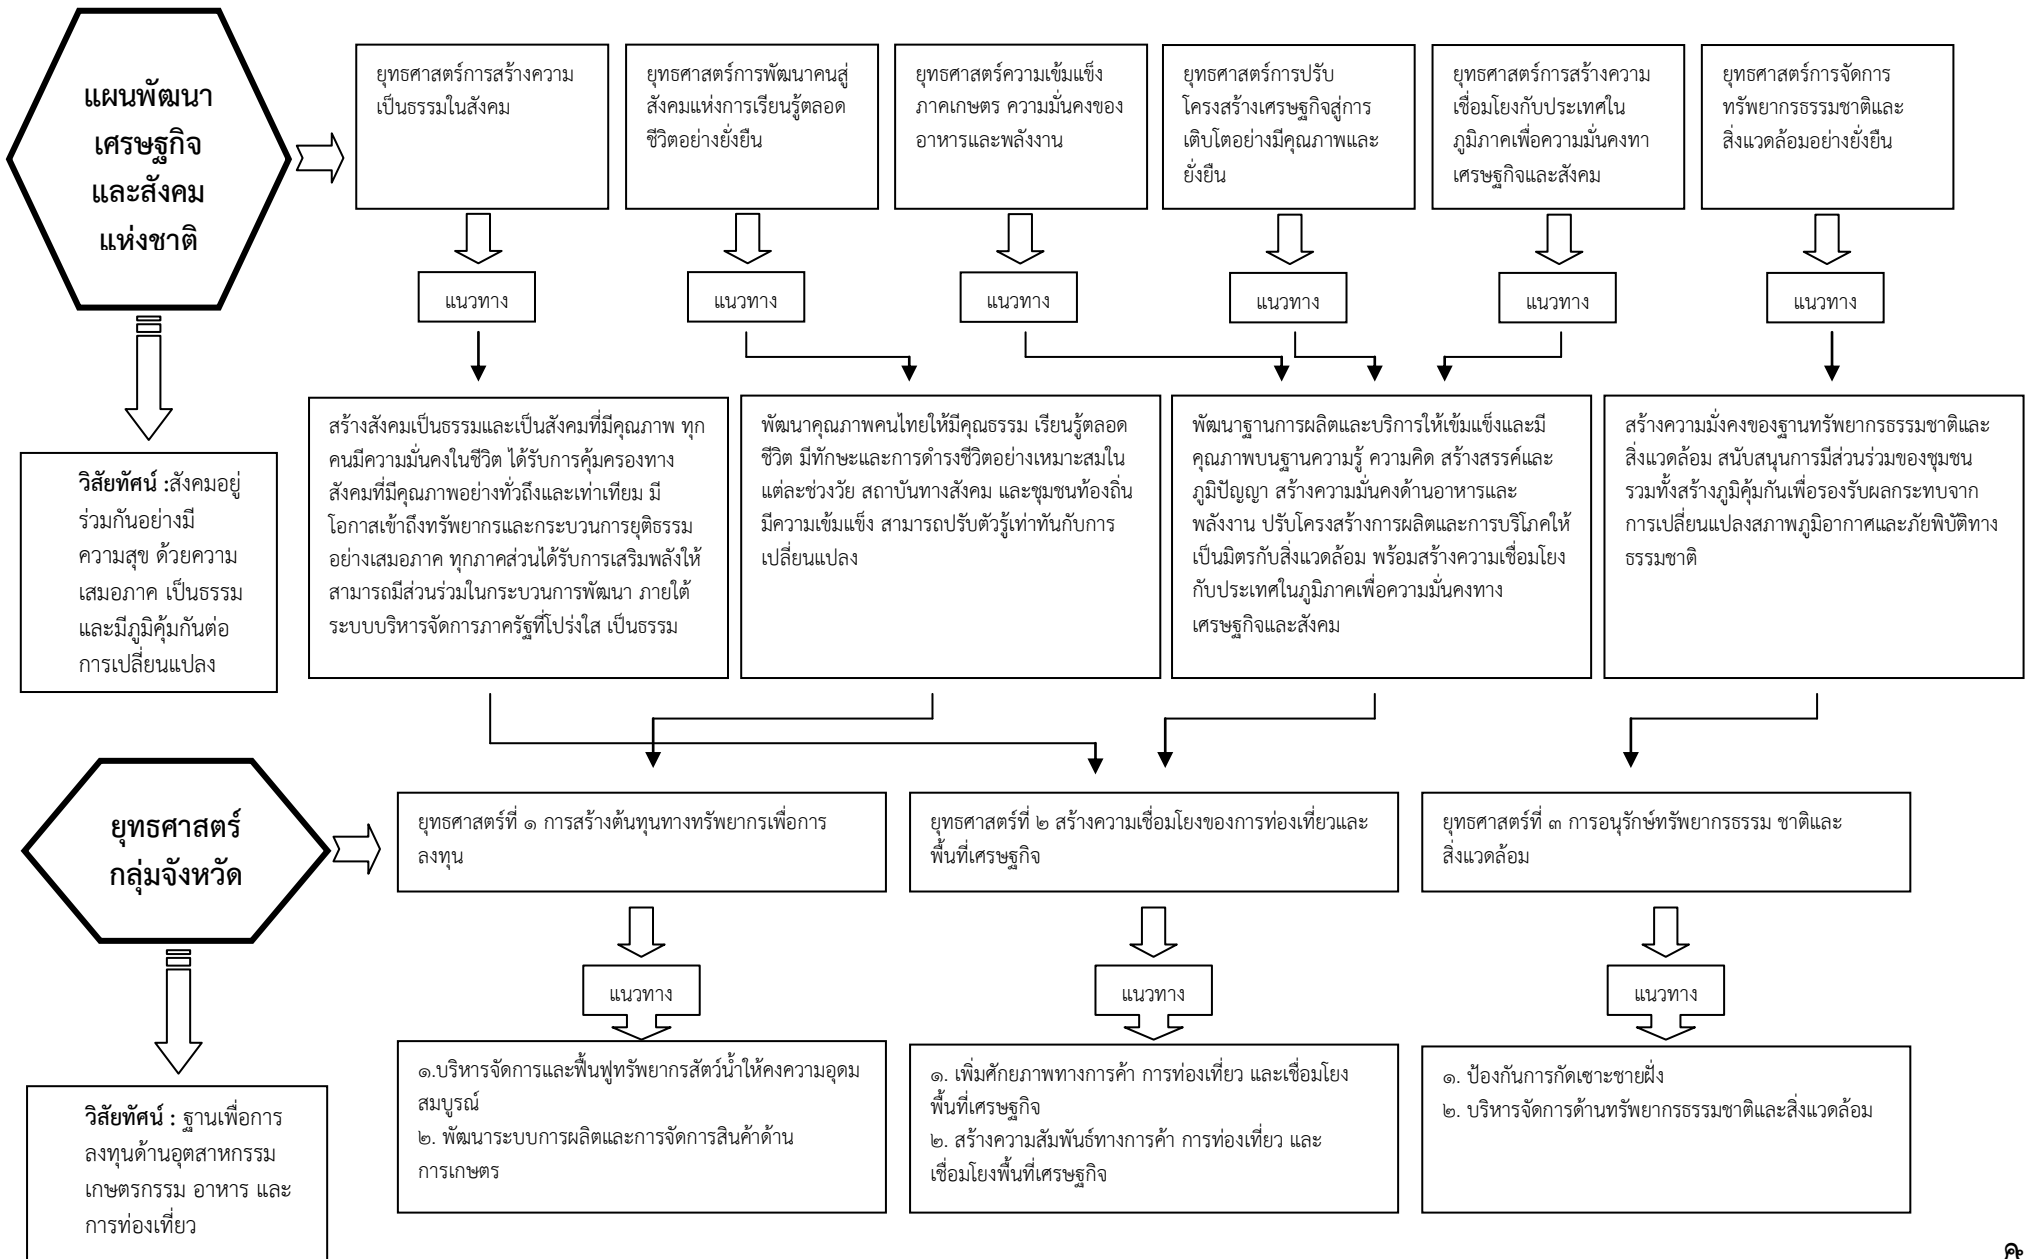 แผนพัฒนา
เศรษฐกิจ
และสังคม
แห่งชาติ
ยุทธศาสตร์การสร้างความ
เป็นธรรมในสังคม
ยุทธศาสตร์การพัฒนาคนสู่
สังคมแห่งการเรียนรู้ตลอด
ชีวิตอย่างยั่งยืน
ยุทธศาสตร์ความเข้มแข็ง
ภาคเกษตร ความมั่นคงของ
อาหารและพลังงาน
ยุทธศาสตร์การปรับ
โครงสร้างเศรษฐกิจสู่การ
เติบโตอย่างมีคุณภาพและ
ยั่งยืน
ยุทธศาสตร์การสร้างความ
เชื่อมโยงกับประเทศใน
ภูมิภาคเพื่อความมั่นคงทา
เศรษฐกิจและสังคม
ยุทธศาสตร์การจัดการ
ทรัพยากรธรรมชาติและ
สิ่งแวดล้อมอย่างยั่งยืน
แนวทาง
แนวทาง
แนวทาง
แนวทาง
แนวทาง
แนวทาง
วิสัยทัศน์ :สังคมอยู่
ร่วมกันอย่างมี
ความสุข ด้วยความ
เสมอภาค เป็นธรรม
และมีภูมิคุ้มกันต่อ
การเปลี่ยนแปลง
สร้างสังคมเป็นธรรมและเป็นสังคมที่มีคุณภาพ ทุก
คนมีความมั่นคงในชีวิต ได้รับการคุ้มครองทาง
สังคมที่มีคุณภาพอย่างทั่วถึงและเท่าเทียม มี
โอกาสเข้าถึงทรัพยากรและกระบวนการยุติธรรม
อย่างเสมอภาค ทุกภาคส่วนได้รับการเสริมพลังให้
สามารถมีส่วนร่วมในกระบวนการพัฒนา ภายใต้
ระบบบริหารจัดการภาครัฐที่โปร่งใส เป็นธรรม
พัฒนาคุณภาพคนไทยให้มีคุณธรรม เรียนรู้ตลอด
ชีวิต มีทักษะและการดำรงชีวิตอย่างเหมาะสมใน
แต่ละช่วงวัย สถาบันทางสังคม และชุมชนท้องถิ่น
มีความเข้มแข็ง สามารถปรับตัวรู้เท่าทันกับการ
เปลี่ยนแปลง
พัฒนาฐานการผลิตและบริการให้เข้มแข็งและมี
คุณภาพบนฐานความรู้ ความคิด สร้างสรรค์และ
ภูมิปัญญา สร้างความมั่นคงด้านอาหารและ
พลังงาน ปรับโครงสร้างการผลิตและการบริโภคให้
เป็นมิตรกับสิ่งแวดล้อม พร้อมสร้างความเชื่อมโยง
กับประเทศในภูมิภาคเพื่อความมั่นคงทาง
เศรษฐกิจและสังคม
สร้างความมั่งคงของฐานทรัพยากรธรรมชาติและ
สิ่งแวดล้อม สนับสนุนการมีส่วนร่วมของชุมชน
รวมทั้งสร้างภูมิคุ้มกันเพื่อรองรับผลกระทบจาก
การเปลี่ยนแปลงสภาพภูมิอากาศและภัยพิบัติทาง
ธรรมชาติ
ยุทธศาสตร์
กลุ่มจังหวัด
ยุทธศาสตร์ที่ ๑ การสร้างต้นทุนทางทรัพยากรเพื่อการ
ลงทุน
ยุทธศาสตร์ที่ ๒ สร้างความเชื่อมโยงของการท่องเที่ยวและ
พื้นที่เศรษฐกิจ
ยุทธศาสตร์ที่ ๓ การอนุรักษ์ทรัพยากรธรรม ชาติและ
สิ่งแวดล้อม
แนวทาง
แนวทาง
แนวทาง
วิสัยทัศน์ : ฐานเพื่อการ
ลงทุนด้านอุตสาหกรรม
เกษตรกรรม อาหาร และ
การท่องเที่ยว
๑.บริหารจัดการและฟื้นฟูทรัพยากรสัตว์น้ำให้คงความอุดม
สมบูรณ์
๒. พัฒนาระบบการผลิตและการจัดการสินค้าด้าน
การเกษตร
๑. เพิ่มศักยภาพทางการค้า การท่องเที่ยว และเชื่อมโยง
พื้นที่เศรษฐกิจ
๒. สร้างความสัมพันธ์ทางการค้า การท่องเที่ยว และ
เชื่อมโยงพื้นที่เศรษฐกิจ
๑. ป้องกันการกัดเซาะชายฝั่ง
๒. บริหารจัดการด้านทรัพยากรธรรมชาติและสิ่งแวดล้อม